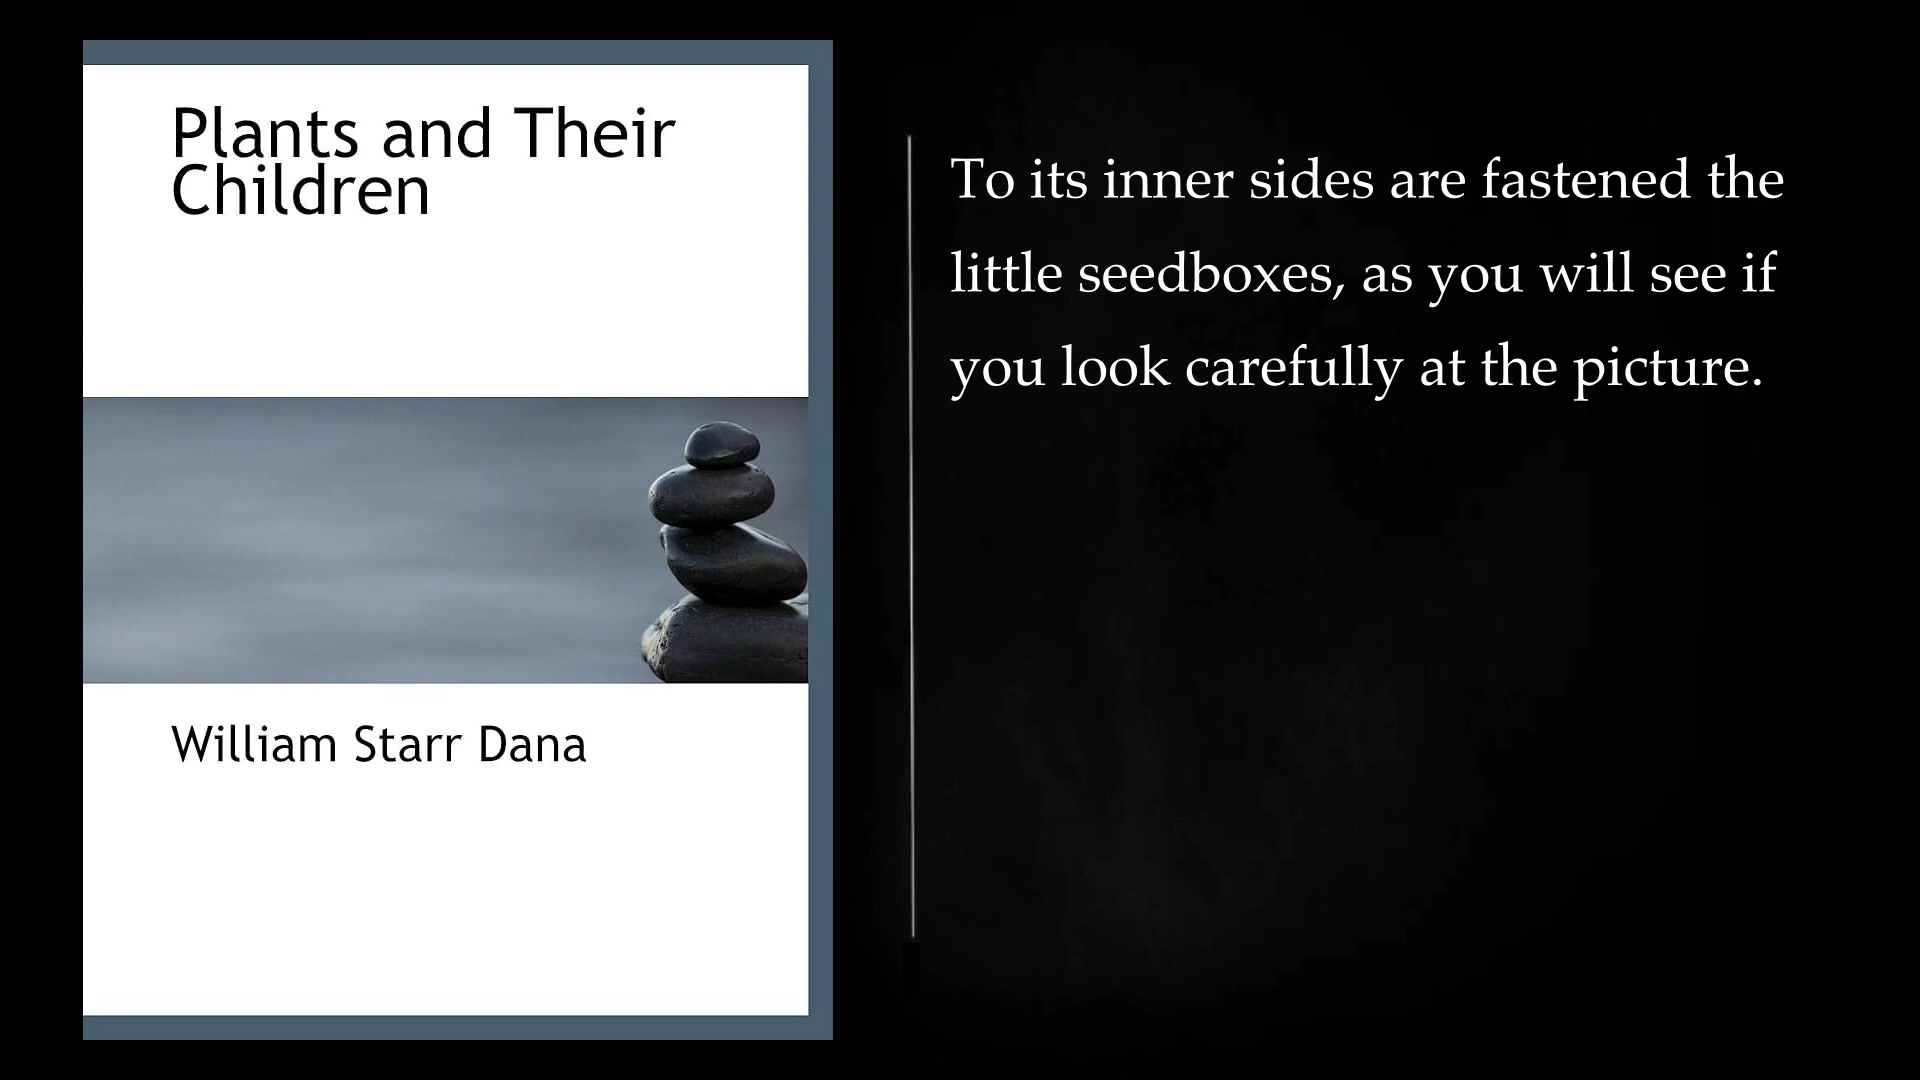 Plants and Their
Children
William Starr Dana
To its inner sides are fastened the
little seedboxes, as you will see if
you look carefully at the picture.